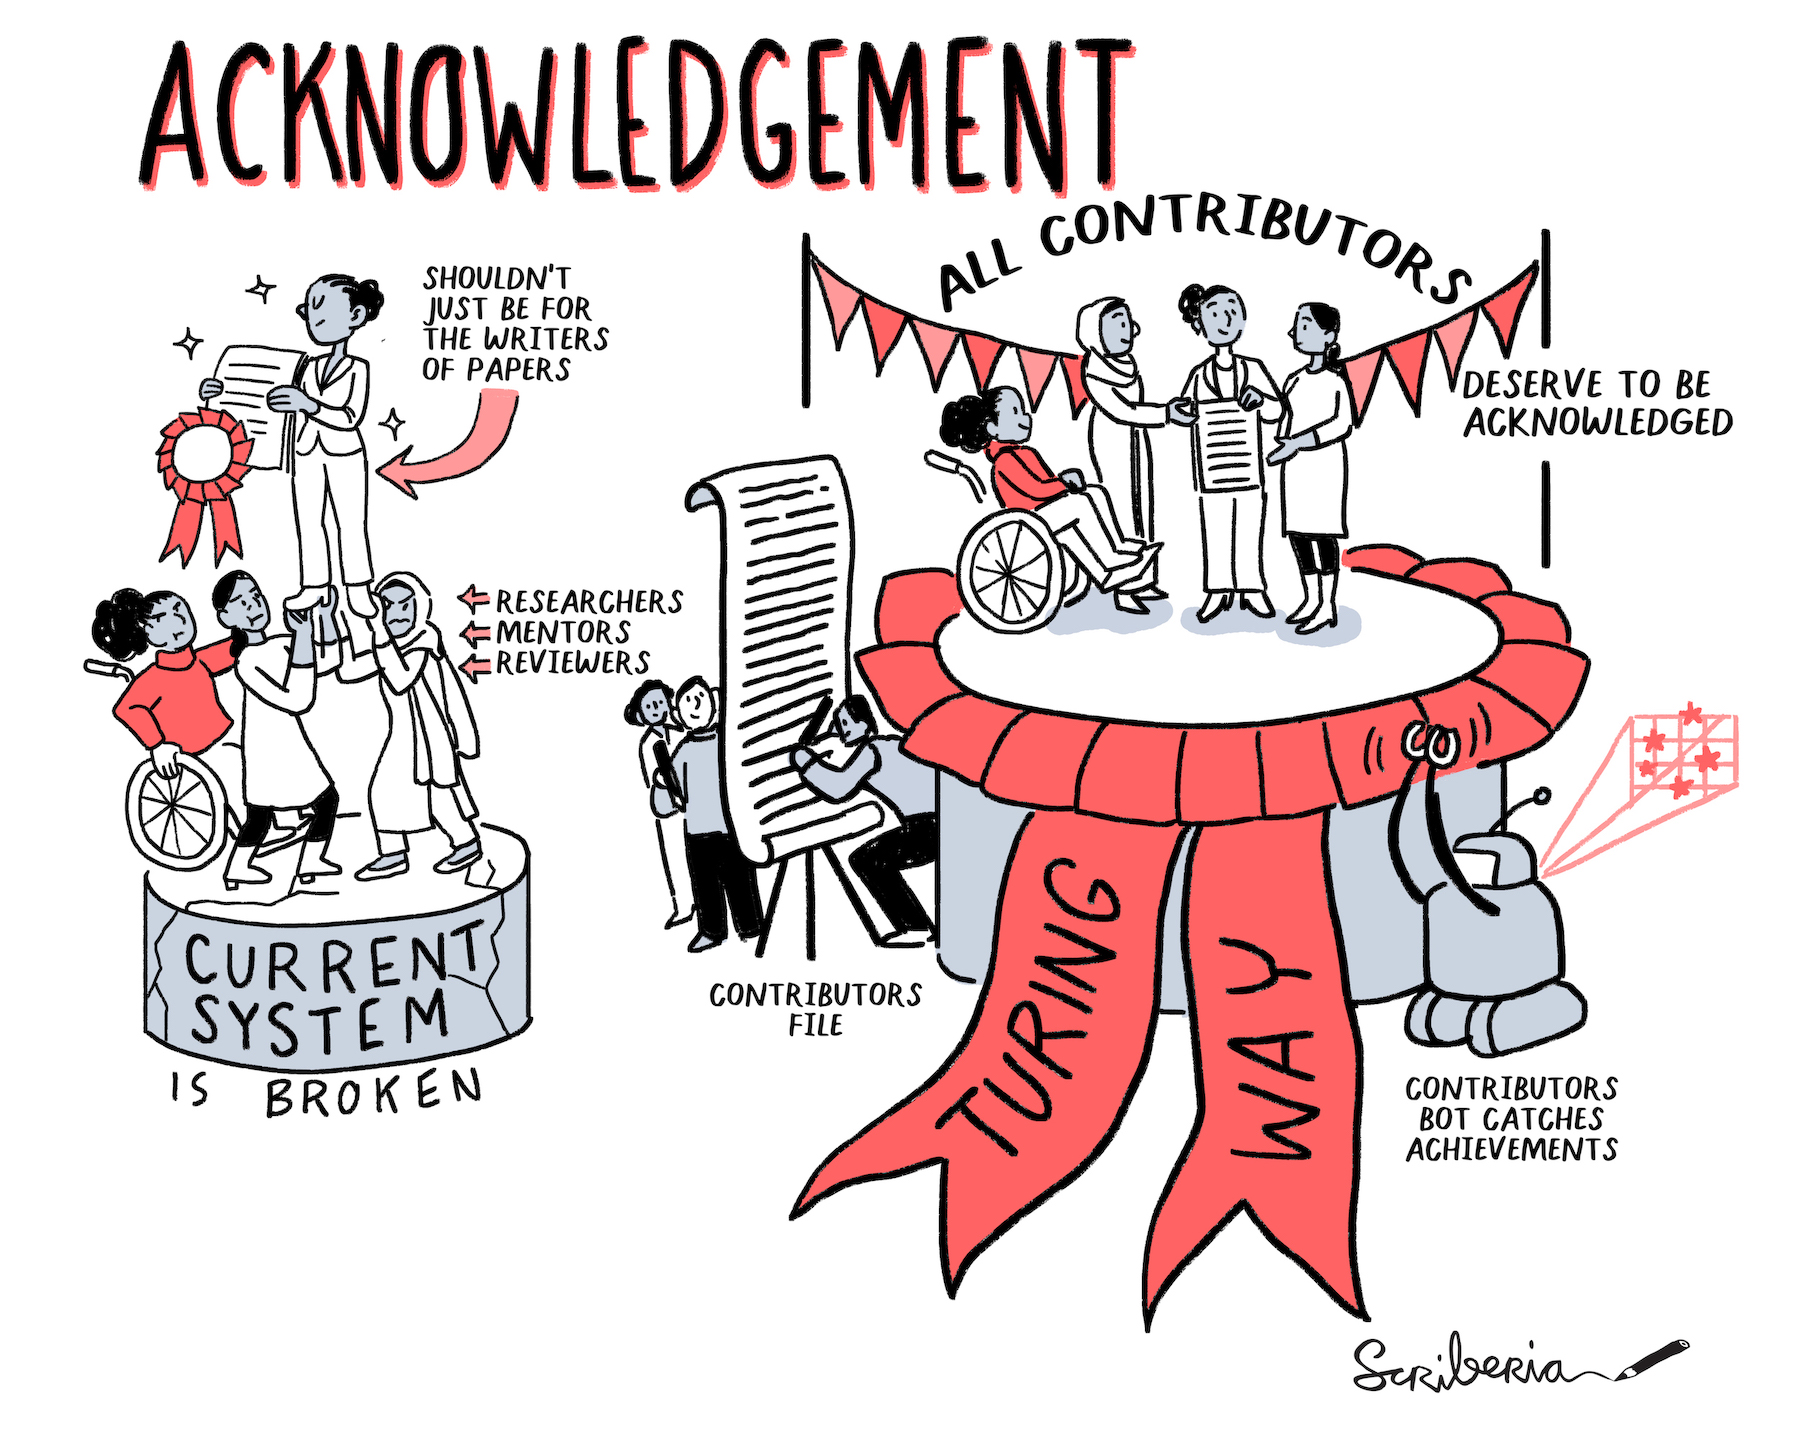 ACKNOWLEDGEMENT
SHOULDN'T
JUST BE FOR
THE WRITERS
OF PAPERS
RESEARCHERS
MENTORS
REVIEWERS
CURRENT
SYSTEM
IS BROKEN
ALL CONTRIBUTORS
DESERVE TO BE
ACKNOWLEDGED
CONTRIBUTORS
FILE
TURING
WAY
CONTRIBUTORS
BOT CATCHES
ACHIEVEMENTS
Scriberia